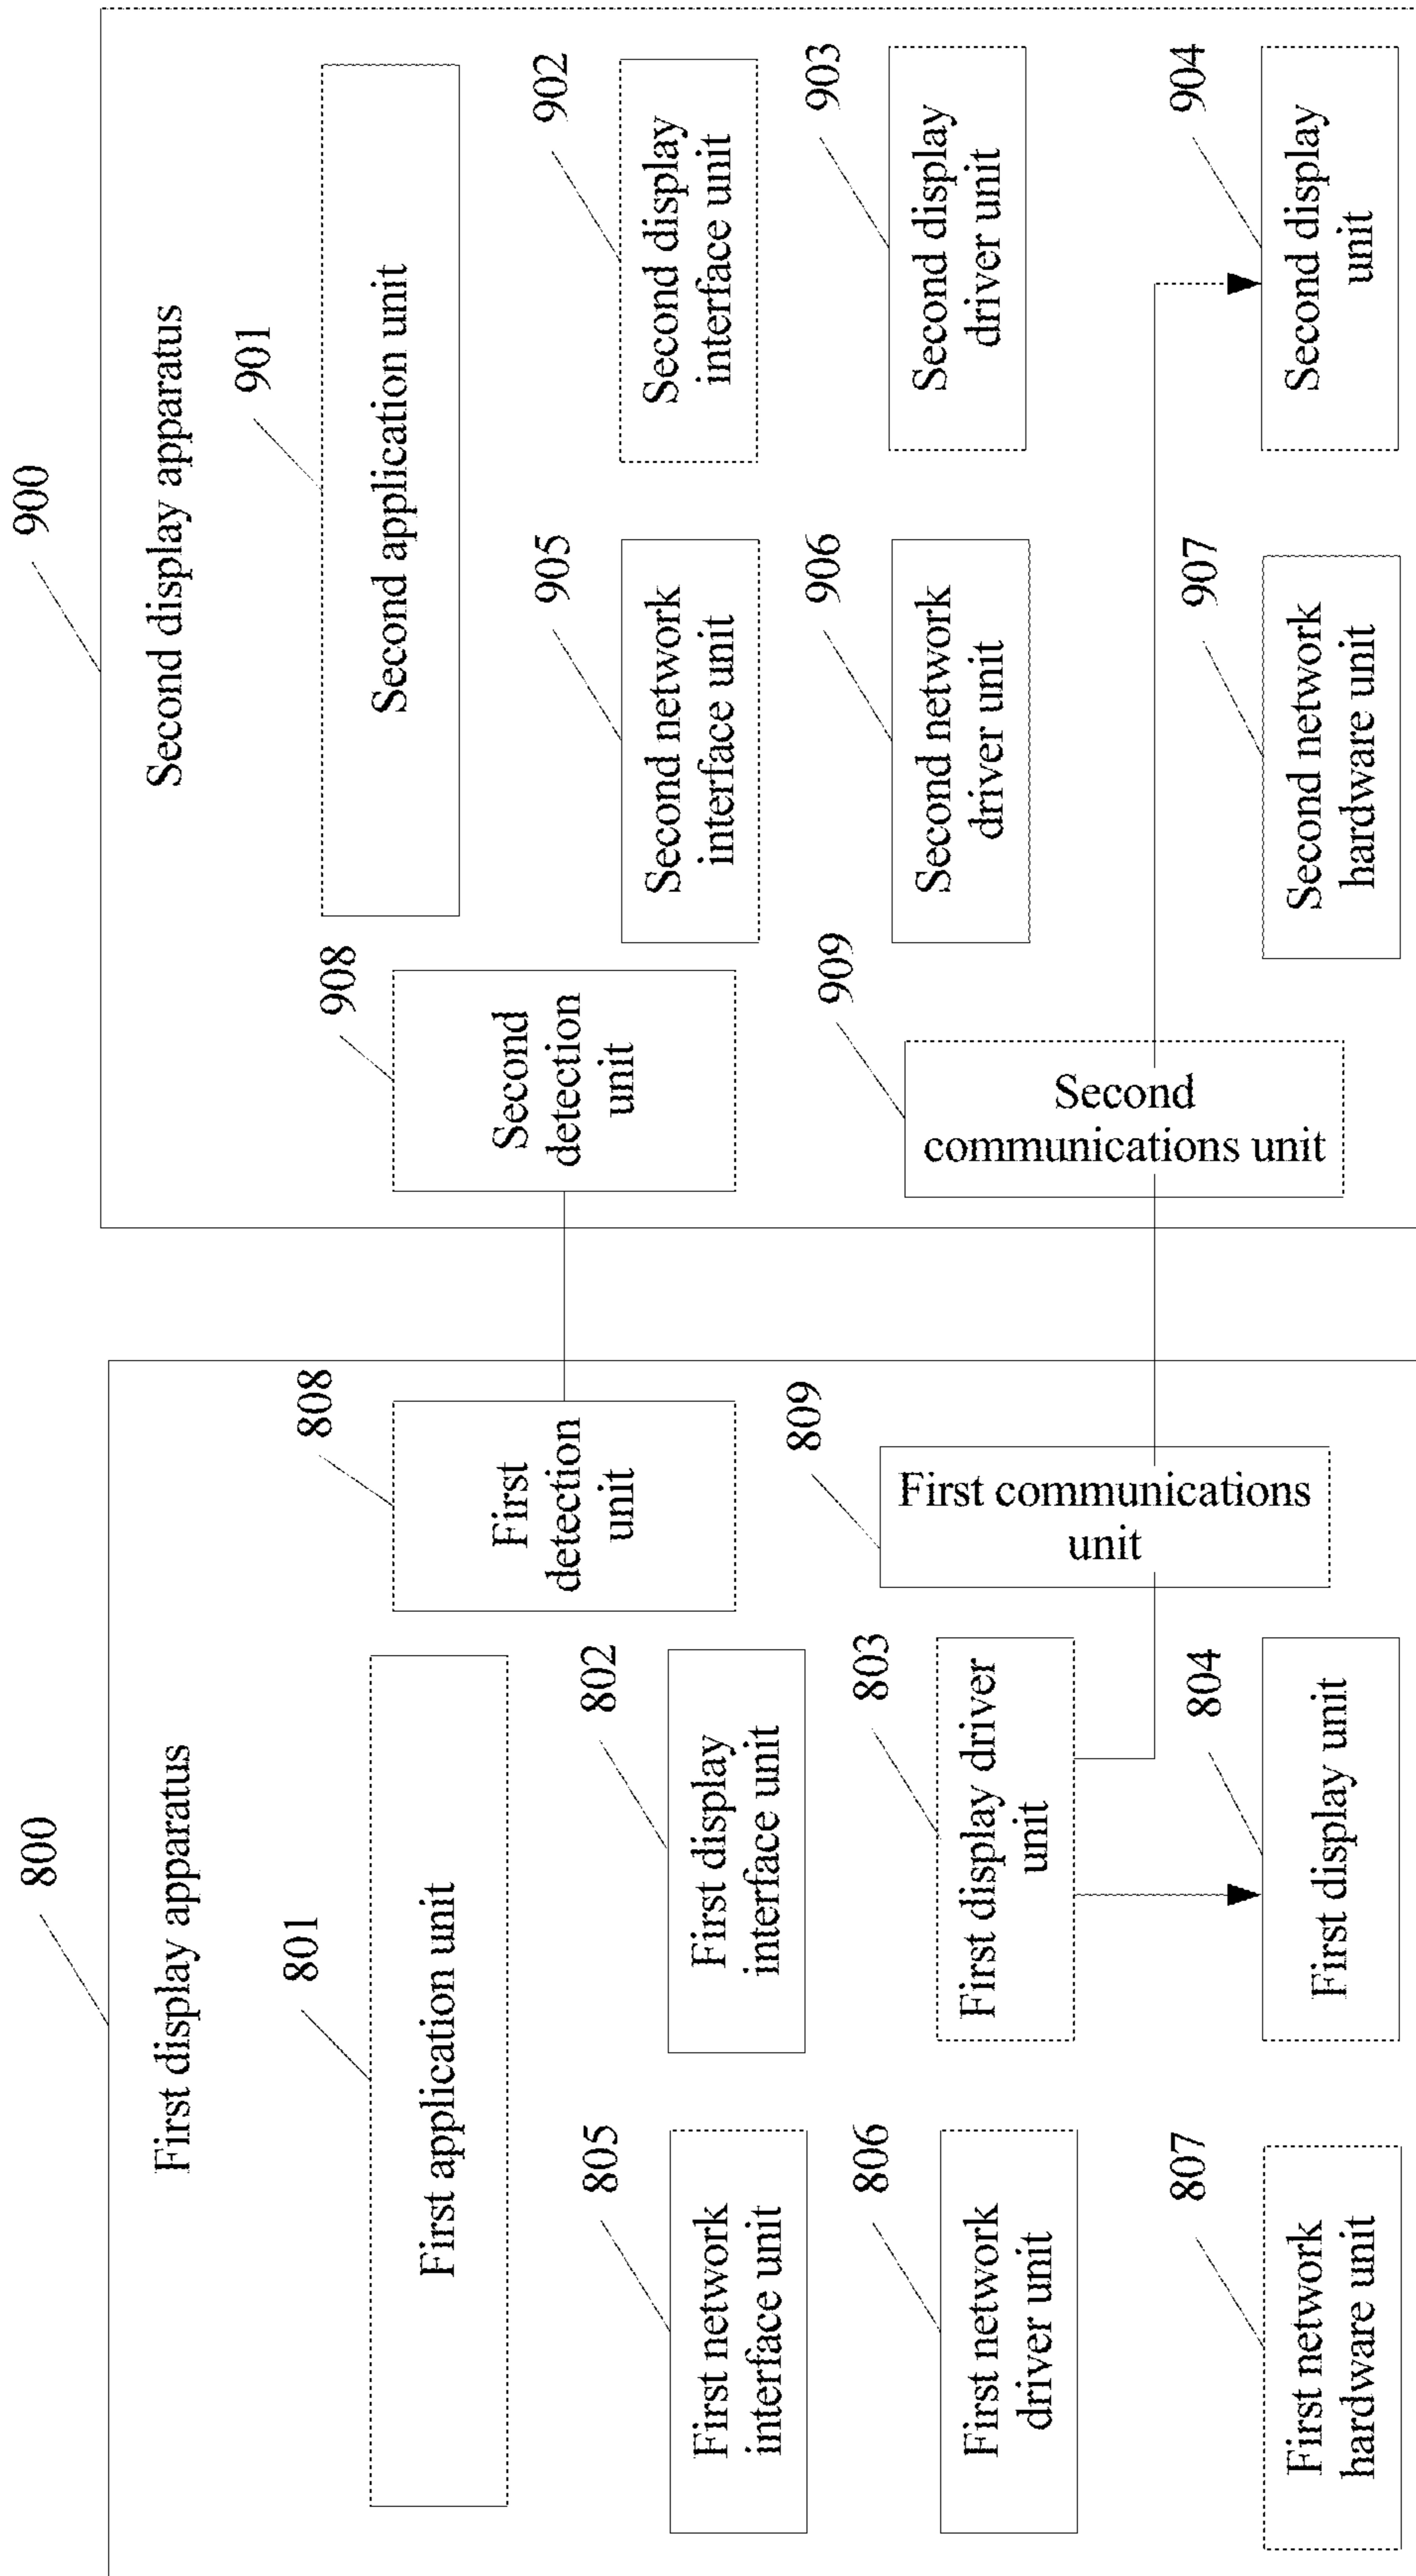 800
First display apparatus
801
First application unit
805
First network
interface unit
802
First display
interface unit
808
First
detection
unit
806
First network
driver unit
803
First display driver
unit
809
First communications
unit
807
First network
hardware unit
804
First display unit
900
Second display apparatus
901
Second application unit
908
Second
detection
unit
905
Second network
interface unit
902
Second display
interface unit
909
Second
communications unit
906
Second network
driver unit
903
Second display
driver unit
907
Second network
hardware unit
904
Second display
unit